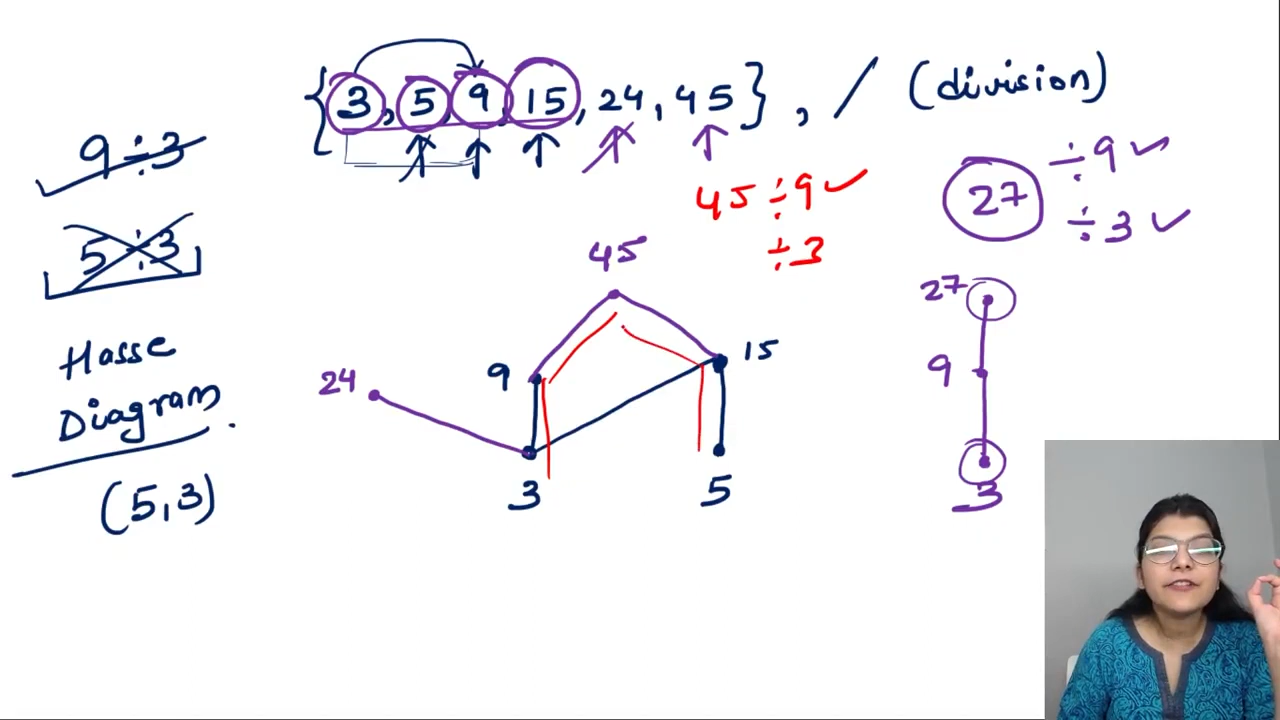 {3, 5, 9, 15, 24, 45}, / (division)
9 ÷ 3
5 ÷ 3
45 ÷ 9 ✓
÷ 3
27 ÷ 9 ✓
÷ 3 ✓
Hasse
Diagram.
(5,3)
45
24
9
15
3
5
27
9
3